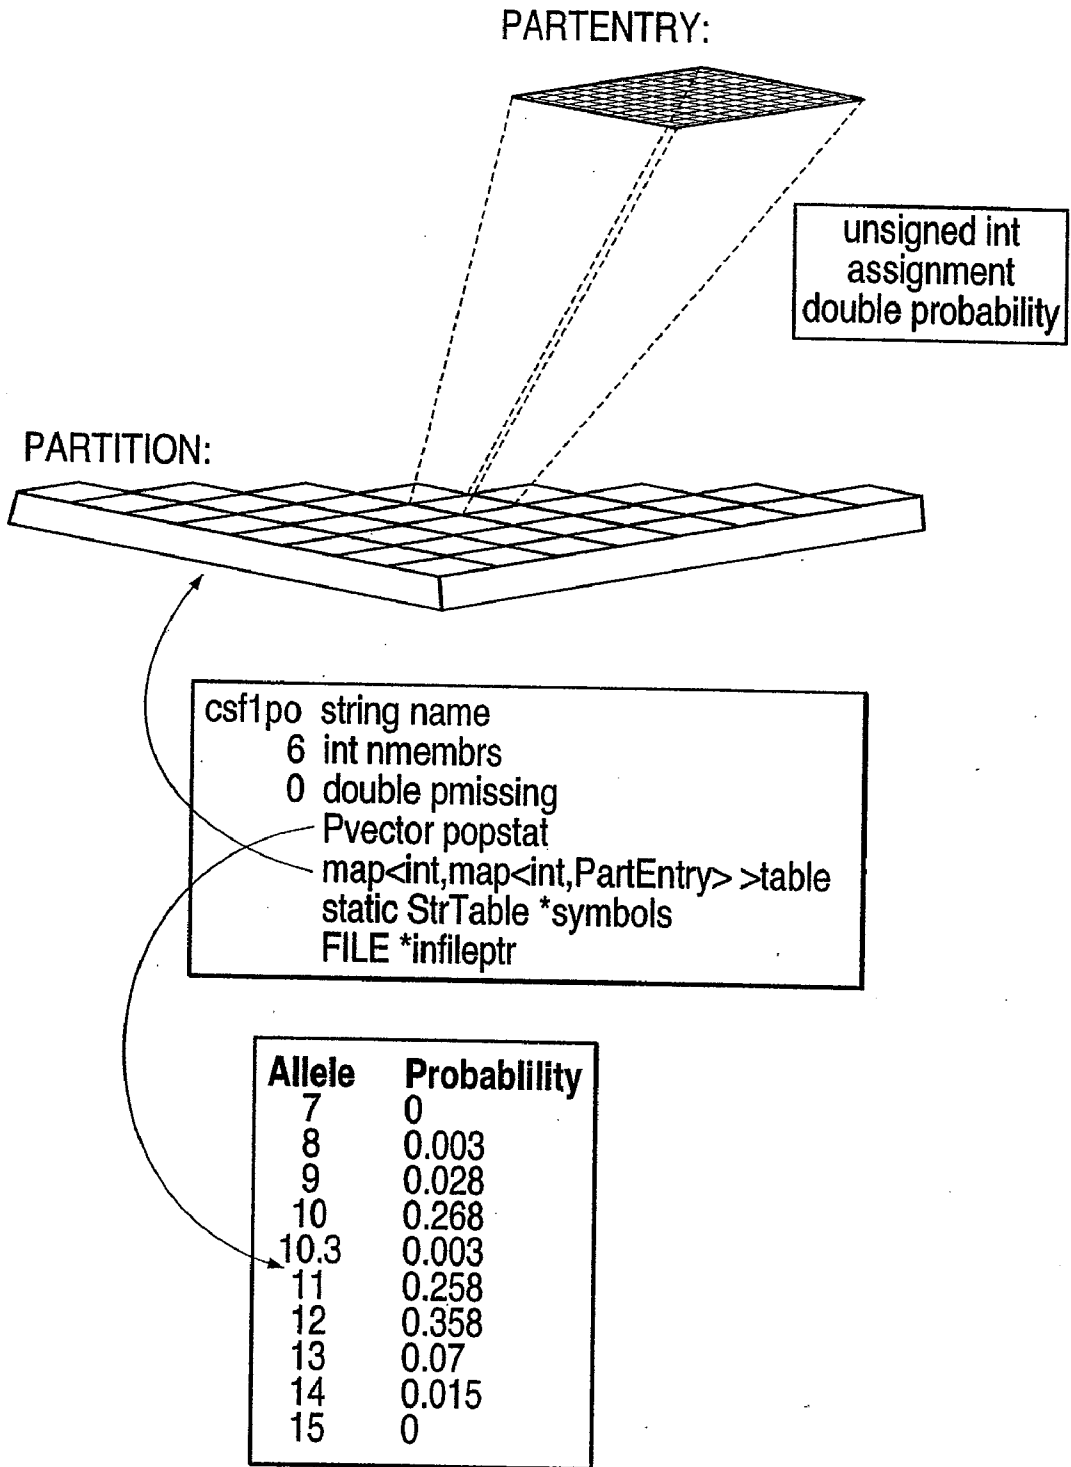 PARTENTRY:
unsigned int
assignment
double probability
PARTITION:
csf1po string name
6 int nmembrs
0 double pmissing
Pvector popstat
map<int,map<int,PartEntry> >table
static StrTable *symbols
FILE *infileptr
Allele Probablility
7 0
8 0.003
9 0.028
10 0.268
10.3 0.003
11 0.258
12 0.358
13 0.07
14 0.015
15 0